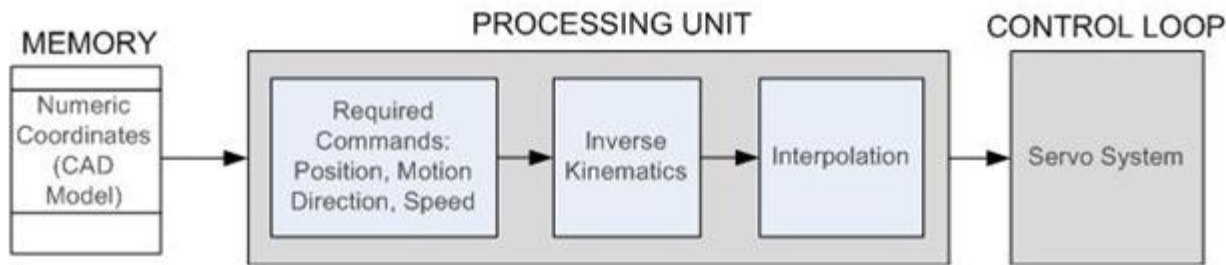 PROCESSING UNIT
MEMORY
CONTROL LOOP
Numeric
Coordinates
(CAD
Model)
Required
Commands:
Position, Motion
Direction, Speed
Inverse
Kinematics
Interpolation
Servo System